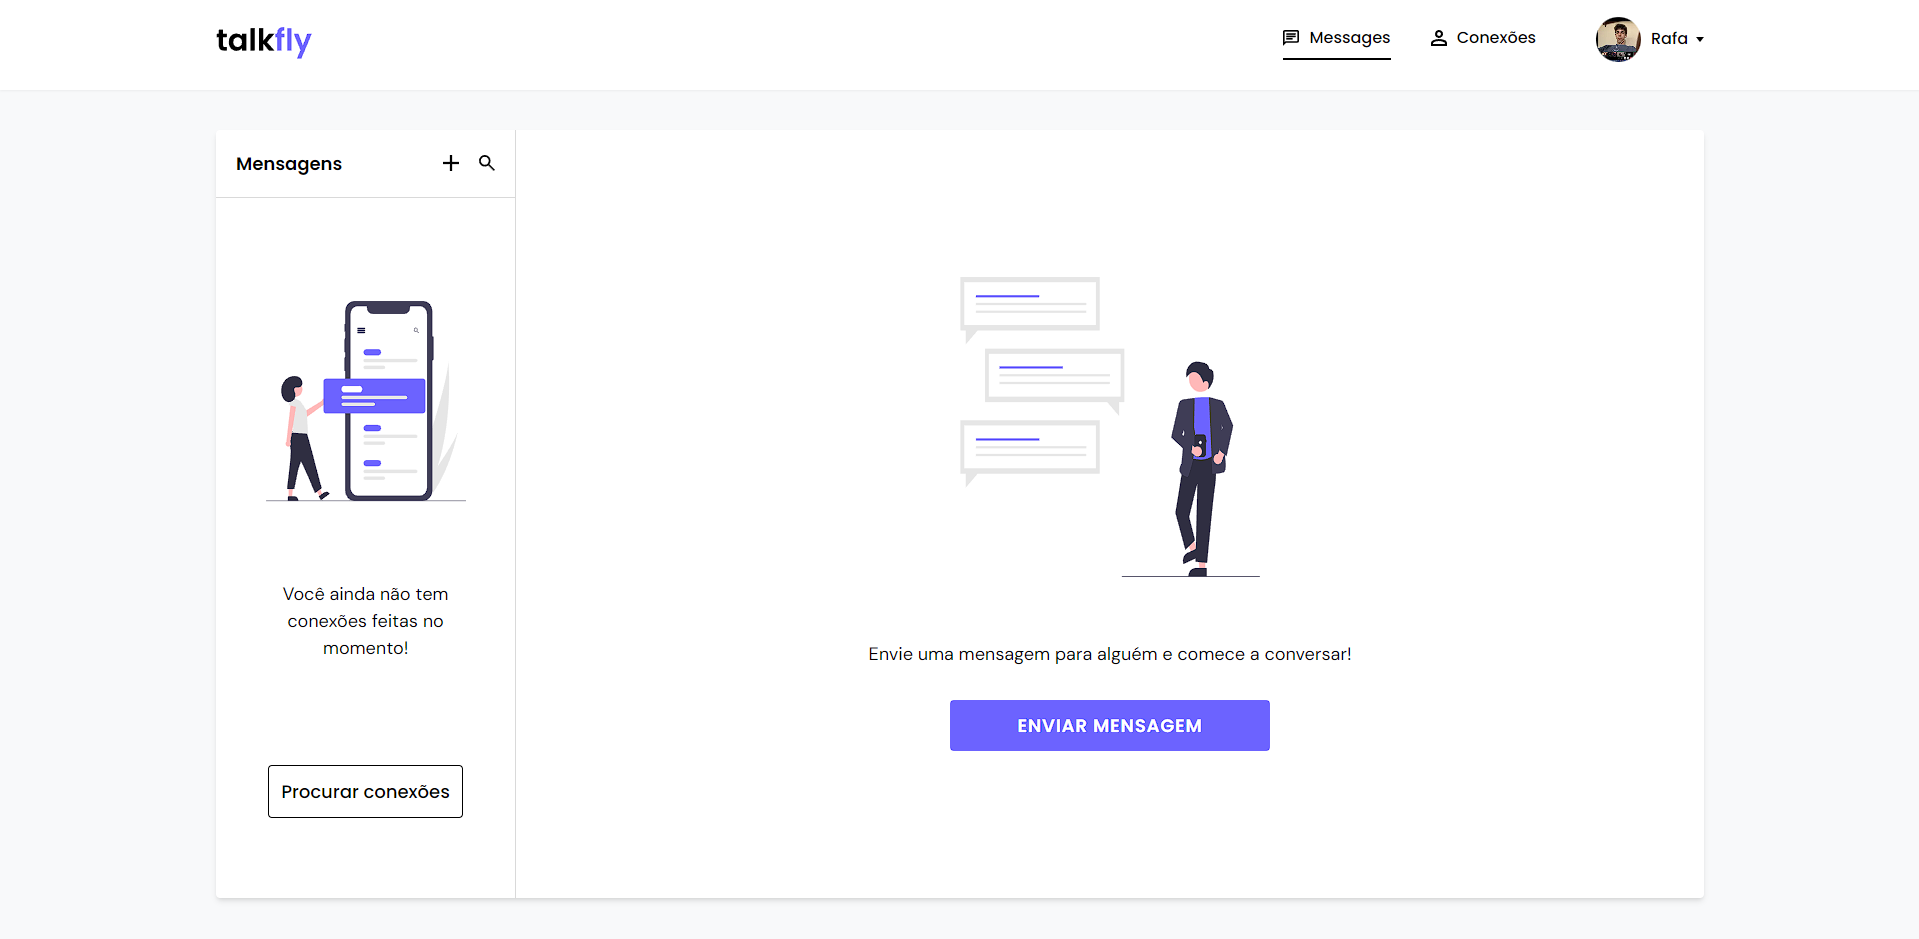 talkfly
Messages
Conexões
Rafa
Mensagens
Você ainda não tem
conexões feitas no
momento!
Procurar conexões
Envie uma mensagem para alguém e comece a conversar!
ENVIAR MENSAGEM